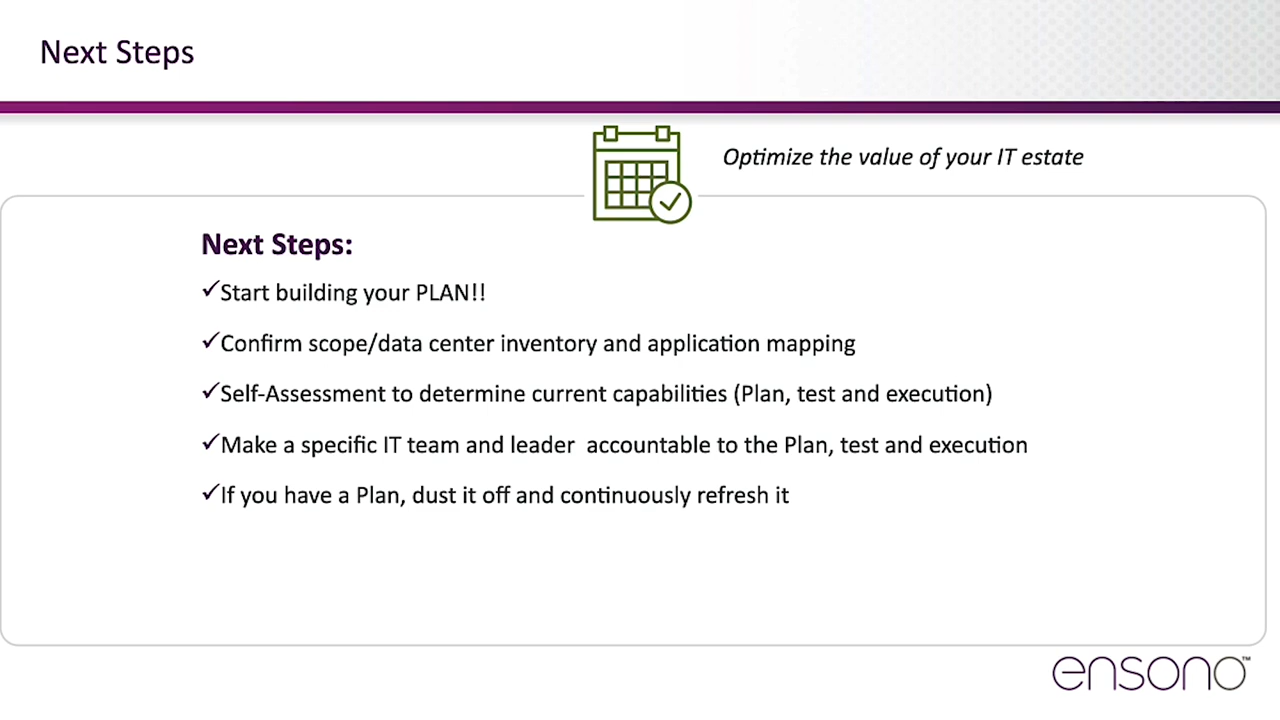 Next Steps
Optimize the value of your IT estate
Next Steps:
✓Start building your PLAN!!
✓Confirm scope/data center inventory and application mapping
✓Self-Assessment to determine current capabilities (Plan, test and execution)
✓Make a specific IT team and leader  accountable to the Plan, test and execution
✓If you have a Plan, dust it off and continuously refresh it
ensono™